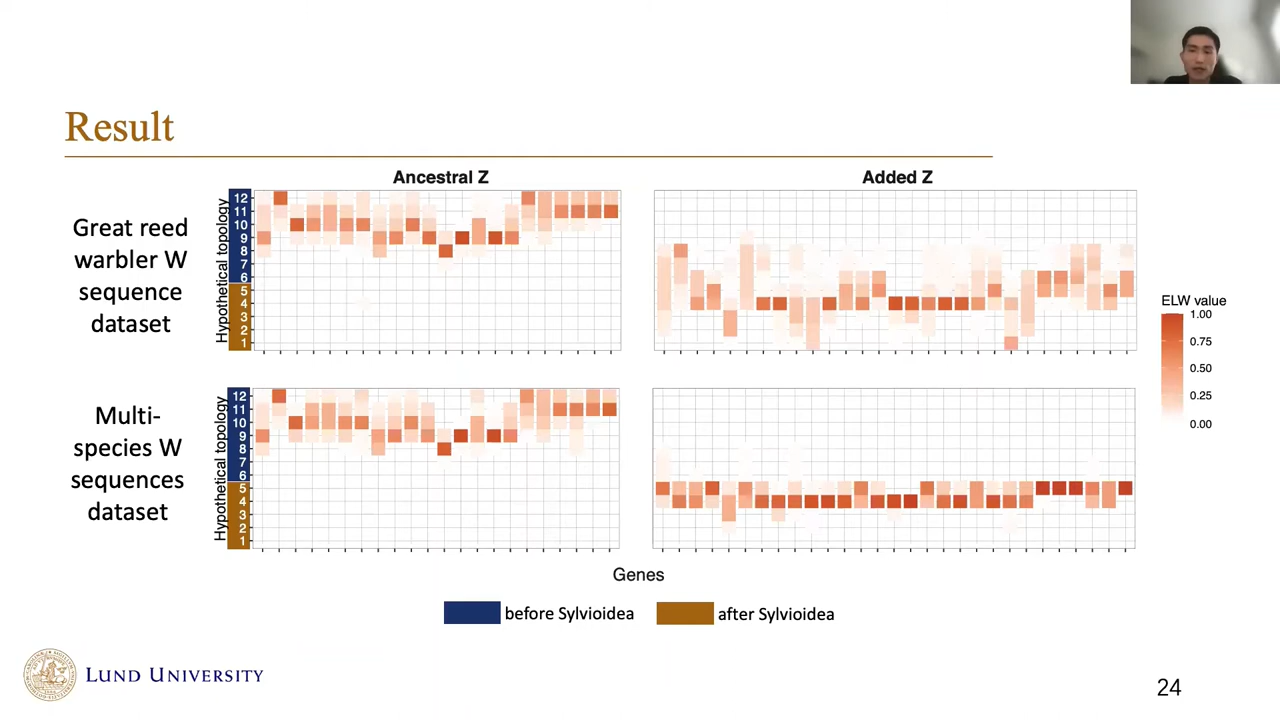 Result
Ancestral Z
Added Z
Great reed
warbler W
sequence
dataset
Hypothetical topology
12
11
10
9
8
7
6
5
4
3
2
1
ELW value
1.00
0.75
0.50
0.25
0.00
Multi-
species W
sequences
dataset
Hypothetical topology
12
11
10
9
8
7
6
5
4
3
2
1
Genes
before Sylvioidea
after Sylvioidea
LUND UNIVERSITY
24